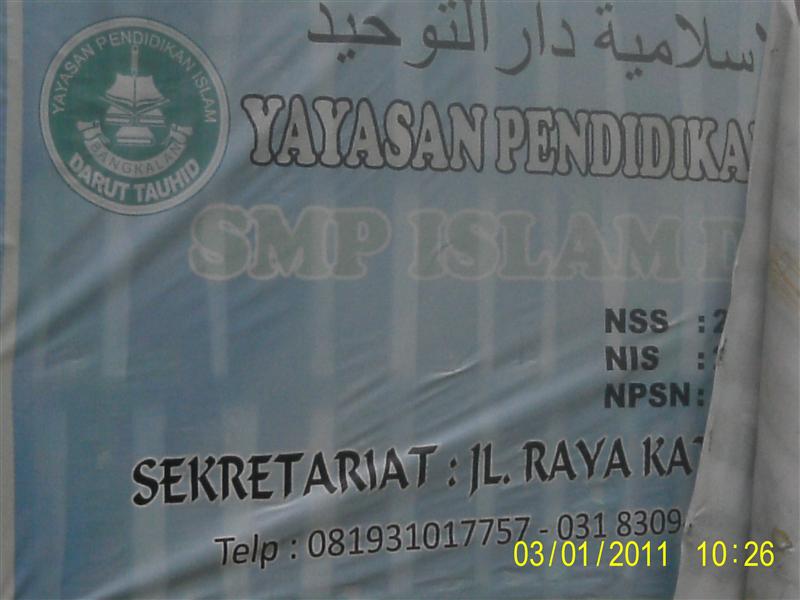 اسلامية دار التوحيد
YAYASAN PENDIDIKAN ISLAM
BANGKALAN
DARUT TAUHID
YAYASAN PENDIDIKA
SMP ISLAM D
NSS : 2
NIS :
NPSN :
SEKRETARIAT : JL. RAYA KA
Telp : 081931017757 - 031 8309
03/01/2011 10:26